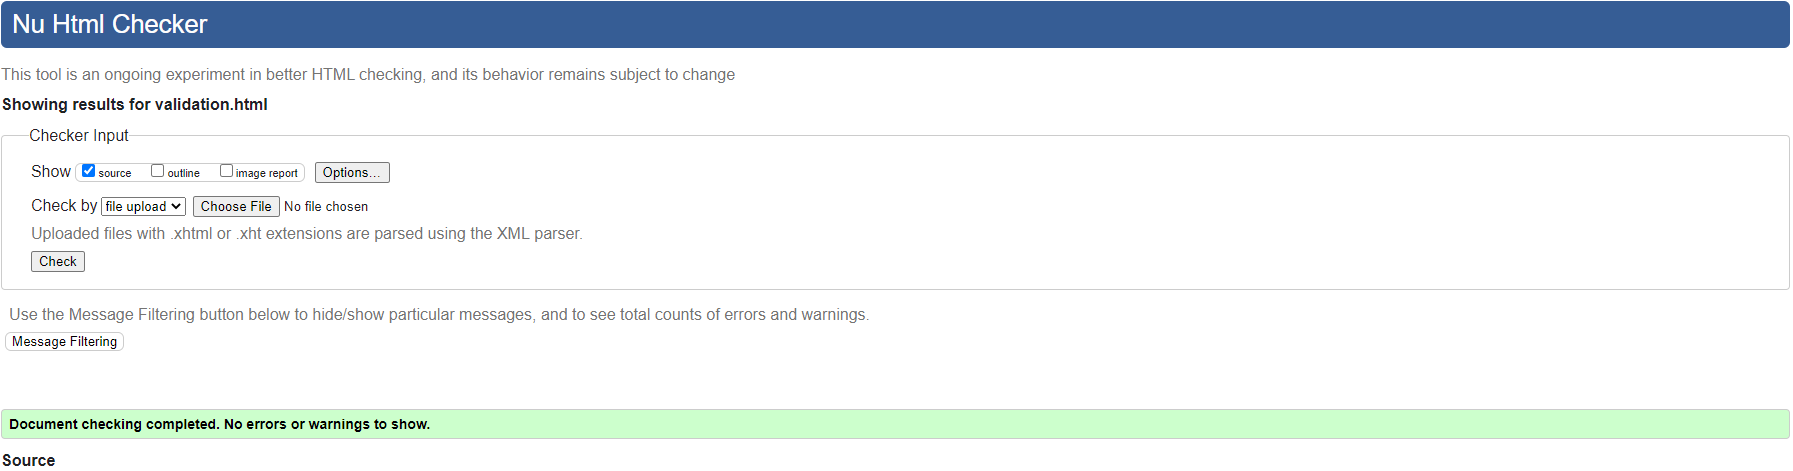 Nu Html Checker
This tool is an ongoing experiment in better HTML checking, and its behavior remains subject to change
Showing results for validation.html
Checker Input
Show source outline image report Options...
Check by file upload Choose File No file chosen
Uploaded files with .xhtml or .xht extensions are parsed using the XML parser.
Check
Use the Message Filtering button below to hide/show particular messages, and to see total counts of errors and warnings.
Message Filtering
Document checking completed. No errors or warnings to show.
Source